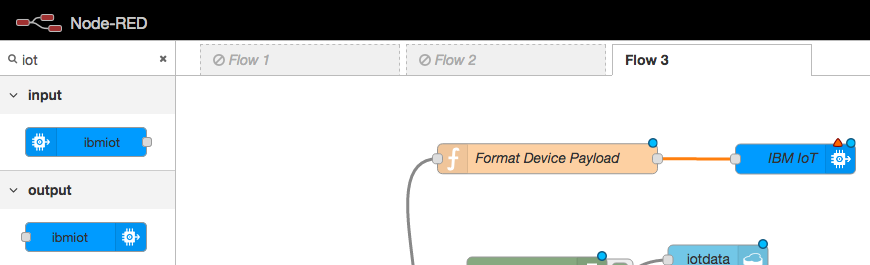 Node-RED
iot
Flow 1
Flow 2
Flow 3
input
ibmiot
output
ibmiot
Format Device Payload
IBM IoT
iotdata